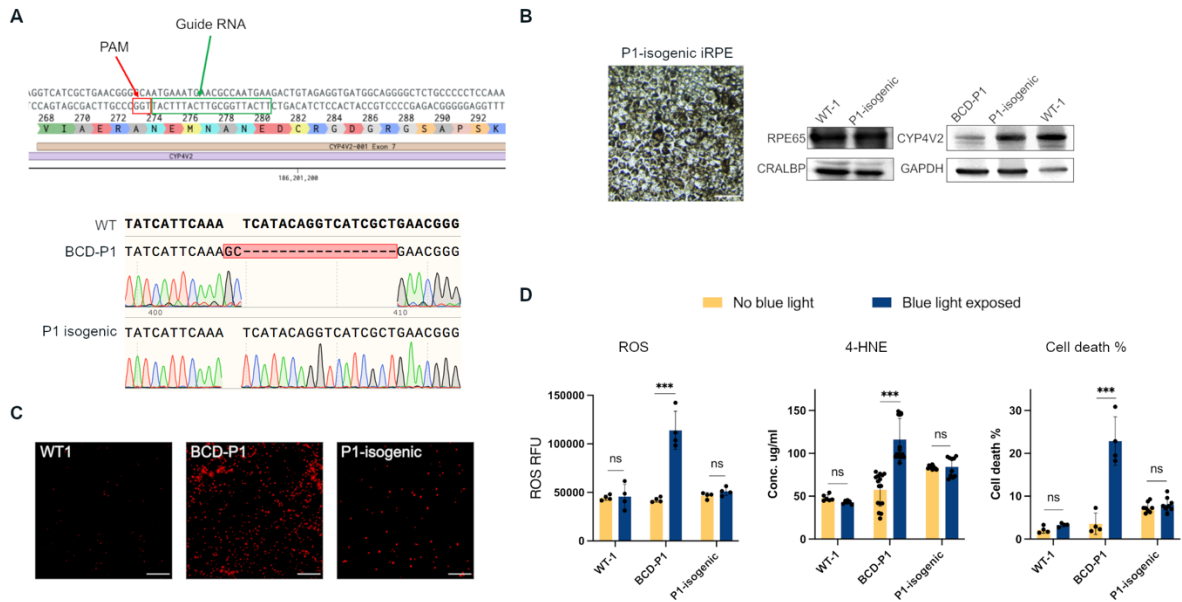 A
Guide RNA
PAM
268 270 272 274 276 278 280 282 284 286 288 290 292
V I A E R A N E M N A N E D C R G D G R G S A P S K
CYP4V2-001 Exon 7
CYP4V2
186,201,200
WT TATCATTCAAA TCATACAGGTCATCGCTGAACGGG
BCD-P1 TATCATTCAAAGC-----------------GAACGGG
400 410
P1 isogenic TATCATTCAAA TCATACAGGTCATCGCTGAACGGG
B
P1-isogenic iRPE
WT-1 P1-isogenic
RPE65
CRALBP
BCD-P1 P1-isogenic WT-1
CYP4V2
GAPDH
C
WT1 BCD-P1 P1-isogenic
D
No blue light Blue light exposed
ROS
ROS RFU
150000
100000
50000
0
ns *** ns
WT-1 BCD-P1 P1-isogenic
4-HNE
Conc. ug/ml
150
100
50
0
ns *** ns
WT-1 BCD-P1 P1-isogenic
Cell death %
Cell death %
30
20
10
0
ns *** ns
WT-1 BCD-P1 P1-isogenic